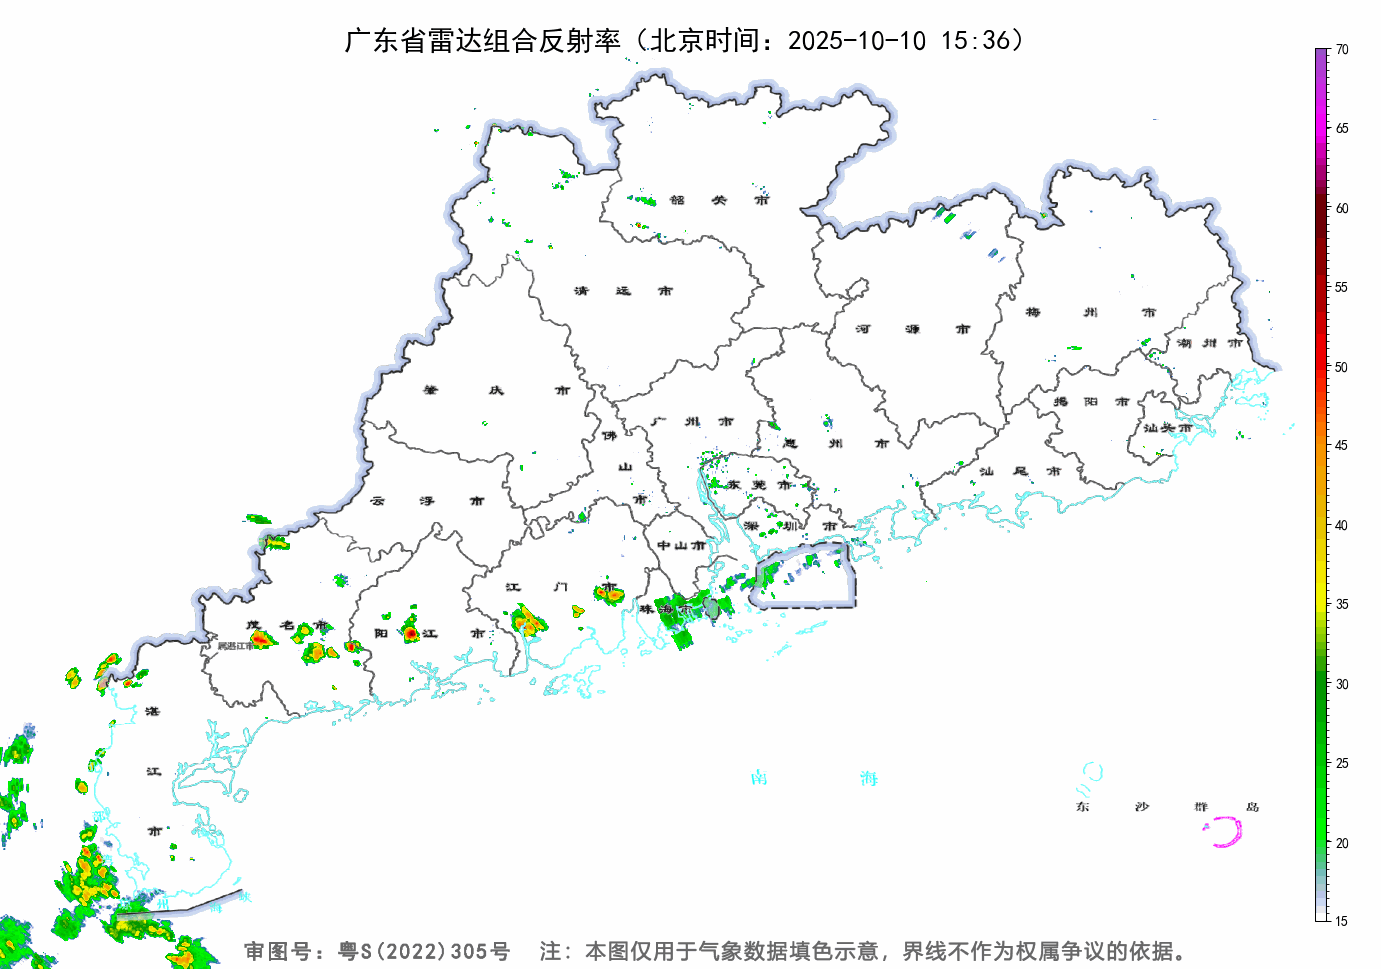 广东省雷达组合反射率（北京时间：2025-10-10 15:36）
70
65
60
55
50
45
40
35
30
25
20
15
韶关市
清远市
河源市
梅州市
潮州市
肇庆市
广州市
惠州市
揭阳市
汕头市
佛山市
东莞市
汕尾市
云浮市
深圳市
中山市
江门市
珠海市
茂名市
阳江市
属湛江市
湛江市
南海
东沙群岛
州
海
峡
审图号：粤S(2022)305号 注：本图仅用于气象数据填色示意，界线不作为权属争议的依据。